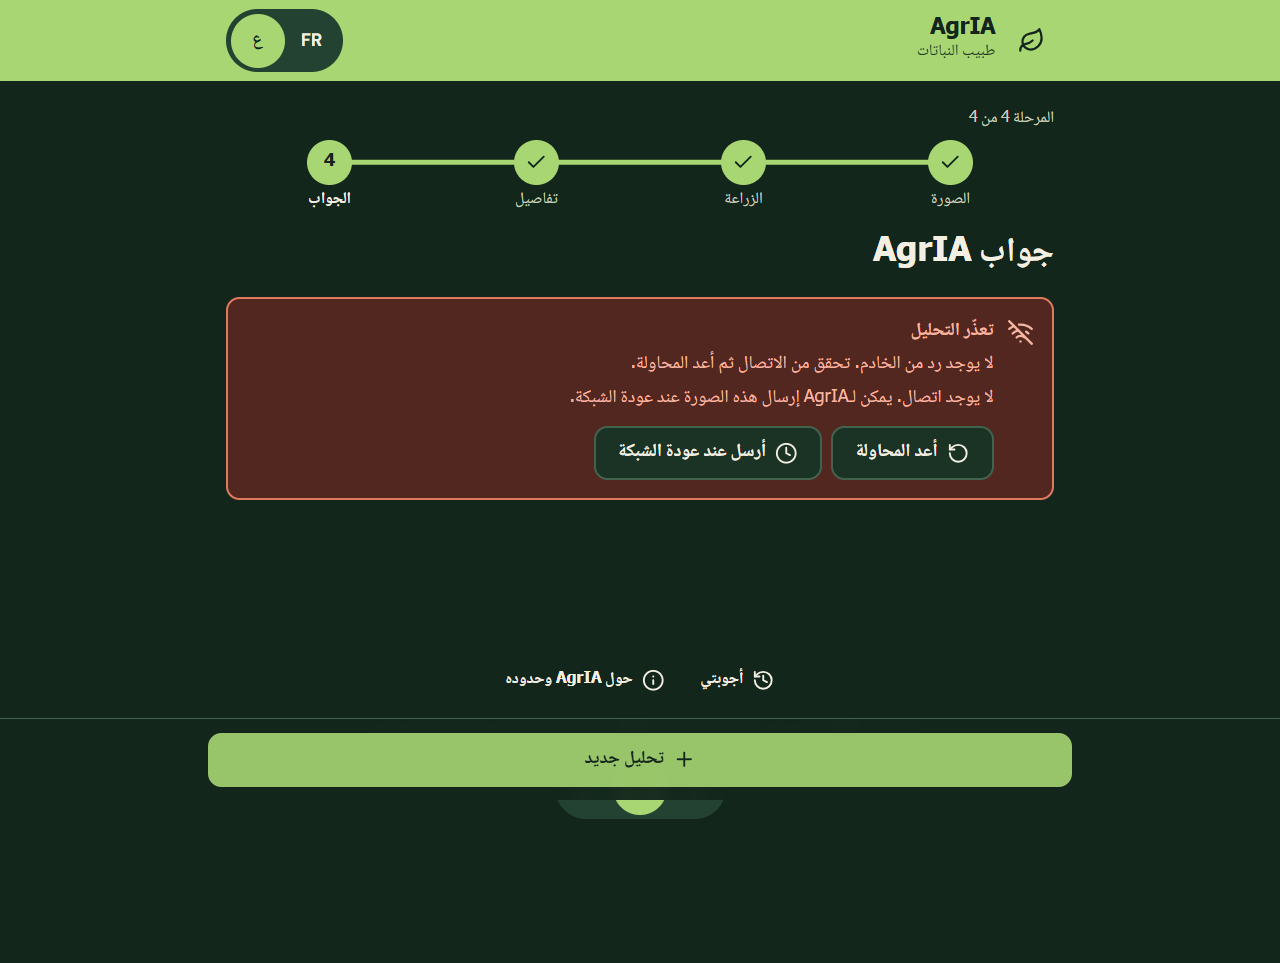 AgrIA
طبيب النباتات
FR
ع
المرحلة 4 من 4
الصورة
الزراعة
تفاصيل
4
الجواب
جواب AgrIA
تعذّر التحليل
لا يوجد رد من الخادم. تحقق من الاتصال ثم أعد المحاولة.
لا يوجد اتصال. يمكن لـAgrIA إرسال هذه الصورة عند عودة الشبكة.
أعد المحاولة
أرسل عند عودة الشبكة
أجوبتي
حول AgrIA وحدوده
تحليل جديد